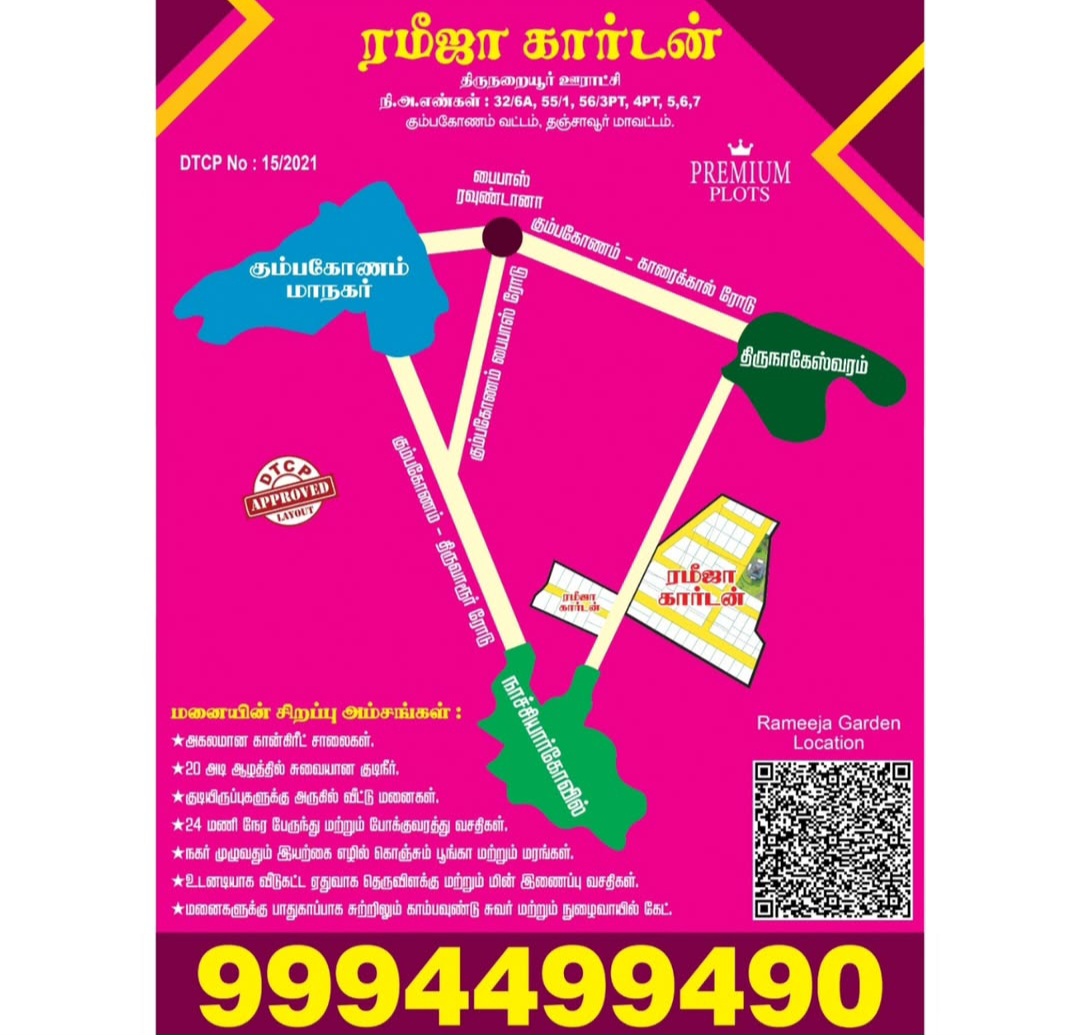 ரமீஜா கார்டன்
திருநறையூர் ஊராட்சி
நி.அ.எண்கள் : 32/6A, 55/1, 56/3PT, 4PT, 5,6,7
கும்பகோணம் வட்டம், தஞ்சாவூர் மாவட்டம்.
DTCP No : 15/2021
PREMIUM
PLOTS
பைபாஸ்
ரவுண்டானா
கும்பகோணம் - காரைக்கால் ரோடு
கும்பகோணம்
மாநகர்
கும்பகோணம் பைபாஸ் ரோடு
திருநாகேஸ்வரம்
கும்பகோணம் - திருவாரூர் ரோடு
DTCP
APPROVED
LAYOUT
ரமீஜா
கார்டன்
ரமீஜா
கார்டன்
நாச்சியார்கோவில்
மனையின் சிறப்பு அம்சங்கள் :
★அகலமான கான்கிரீட் சாலைகள்.
★20 அடி ஆழத்தில் சுவையான குடிநீர்.
★குடியிருப்புகளுக்கு அருகில் வீட்டு மனைகள்.
★24 மணி நேர பேருந்து மற்றும் போக்குவரத்து வசதிகள்.
★நகர் முழுவதும் இயற்கை எழில் கொஞ்சும் பூங்கா மற்றும் மரங்கள்.
★உடனடியாக வீடுகட்ட ஏதுவாக தெருவிளக்கு மற்றும் மின் இணைப்பு வசதிகள்.
★மனைகளுக்கு பாதுகாப்பாக சுற்றிலும் காம்பவுண்டு சுவர் மற்றும் நுழைவாயில் கேட்.
Rameeja Garden
Location
9994499490